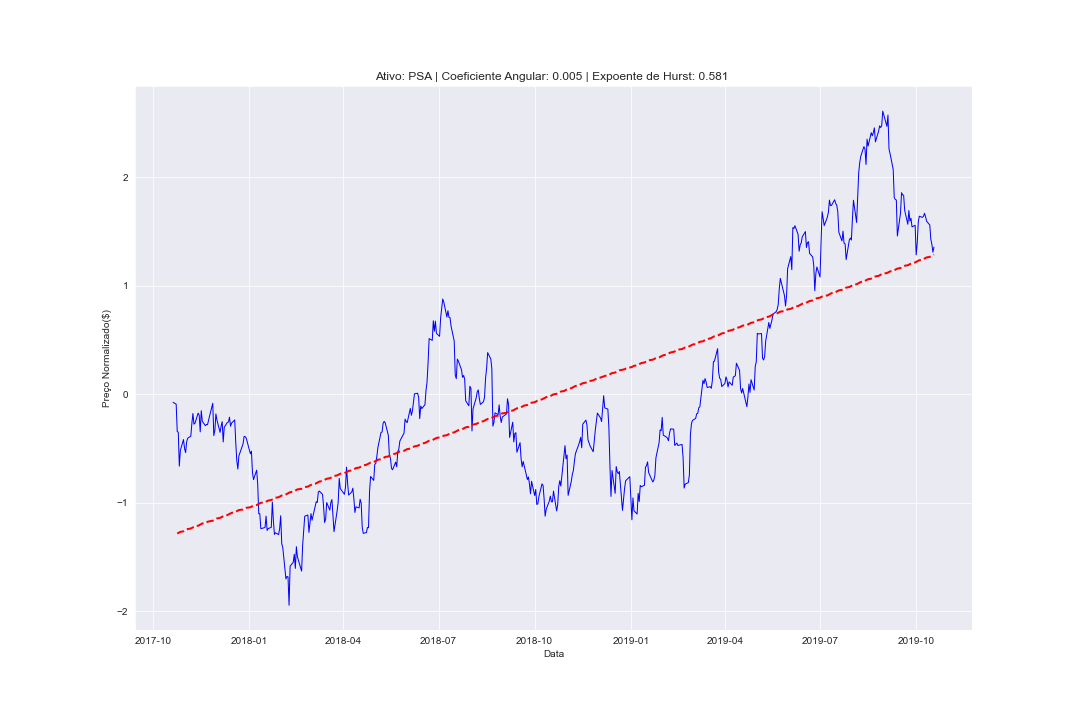 Ativo: PSA | Coeficiente Angular: 0.005 | Expoente de Hurst: 0.581
Preço Normalizado($)
2
1
0
−1
−2
2017-10 2018-01 2018-04 2018-07 2018-10 2019-01 2019-04 2019-07 2019-10
Data